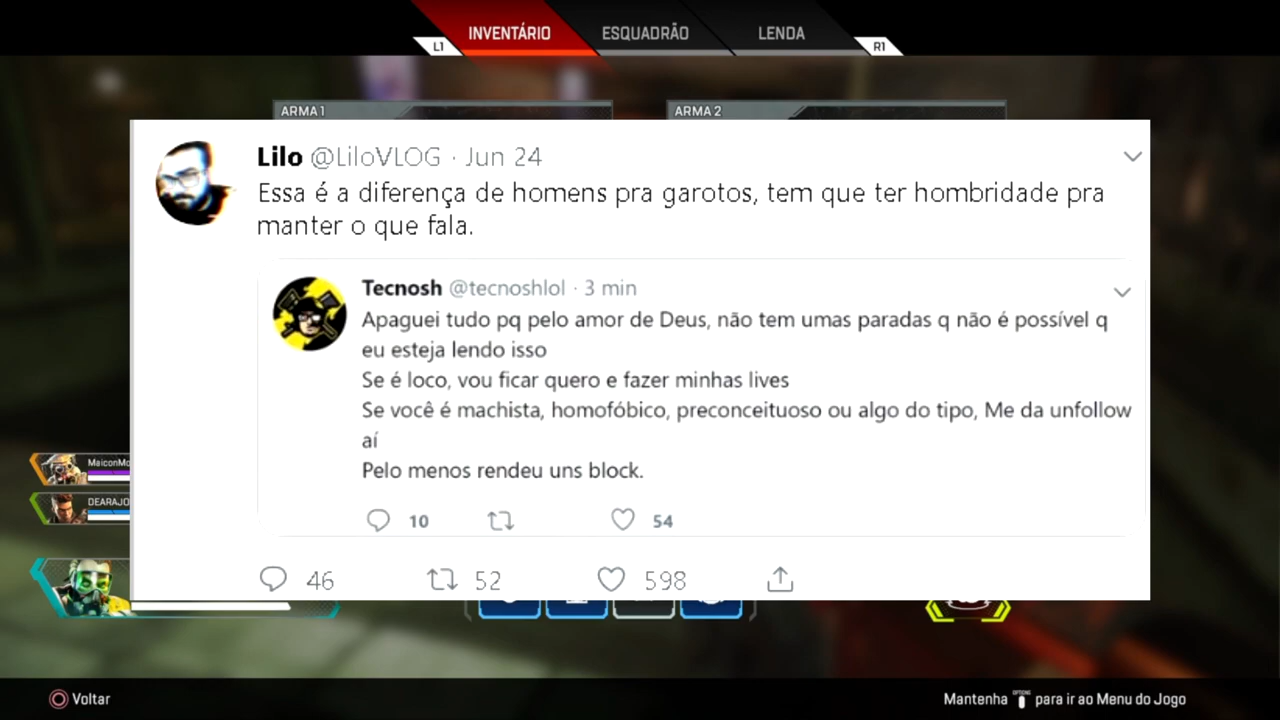 INVENTÁRIO
ESQUADRÃO
LENDA
L1
R1
ARMA 1
ARMA 2
Lilo @LiloVLOG · Jun 24
Essa é a diferença de homens pra garotos, tem que ter hombridade pra
manter o que fala.
Tecnosh @tecnoshlol · 3 min
Apaguei tudo pq pelo amor de Deus, não tem umas paradas q não é possível q
eu esteja lendo isso
Se é loco, vou ficar quero e fazer minhas lives
Se você é machista, homofóbico, preconceituoso ou algo do tipo, Me da unfollow
aí
Pelo menos rendeu uns block.
10
54
46
52
598
Voltar
Mantenha OPTIONS para ir ao Menu do Jogo